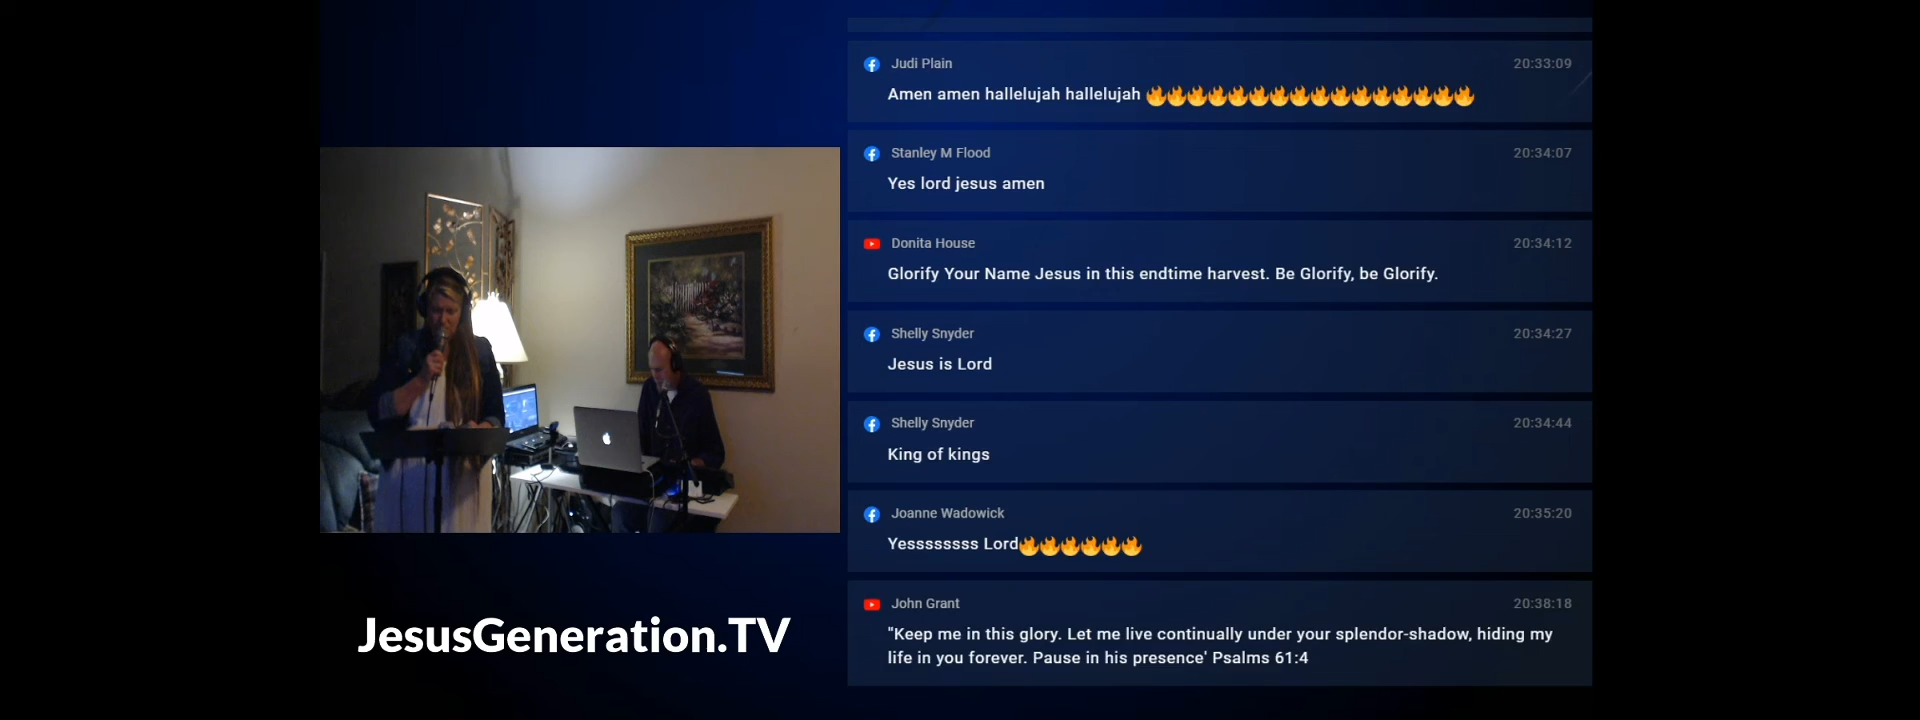 Judi Plain 20:33:09
Amen amen hallelujah hallelujah 🔥🔥🔥🔥🔥🔥🔥🔥🔥🔥🔥🔥🔥🔥🔥🔥
Stanley M Flood 20:34:07
Yes lord jesus amen
Donita House 20:34:12
Glorify Your Name Jesus in this endtime harvest. Be Glorify, be Glorify.
Shelly Snyder 20:34:27
Jesus is Lord
Shelly Snyder 20:34:44
King of kings
Joanne Wadowick 20:35:20
Yessssssss Lord🔥🔥🔥🔥🔥🔥
John Grant 20:38:18
"Keep me in this glory. Let me live continually under your splendor-shadow, hiding my
life in you forever. Pause in his presence' Psalms 61:4
JesusGeneration.TV